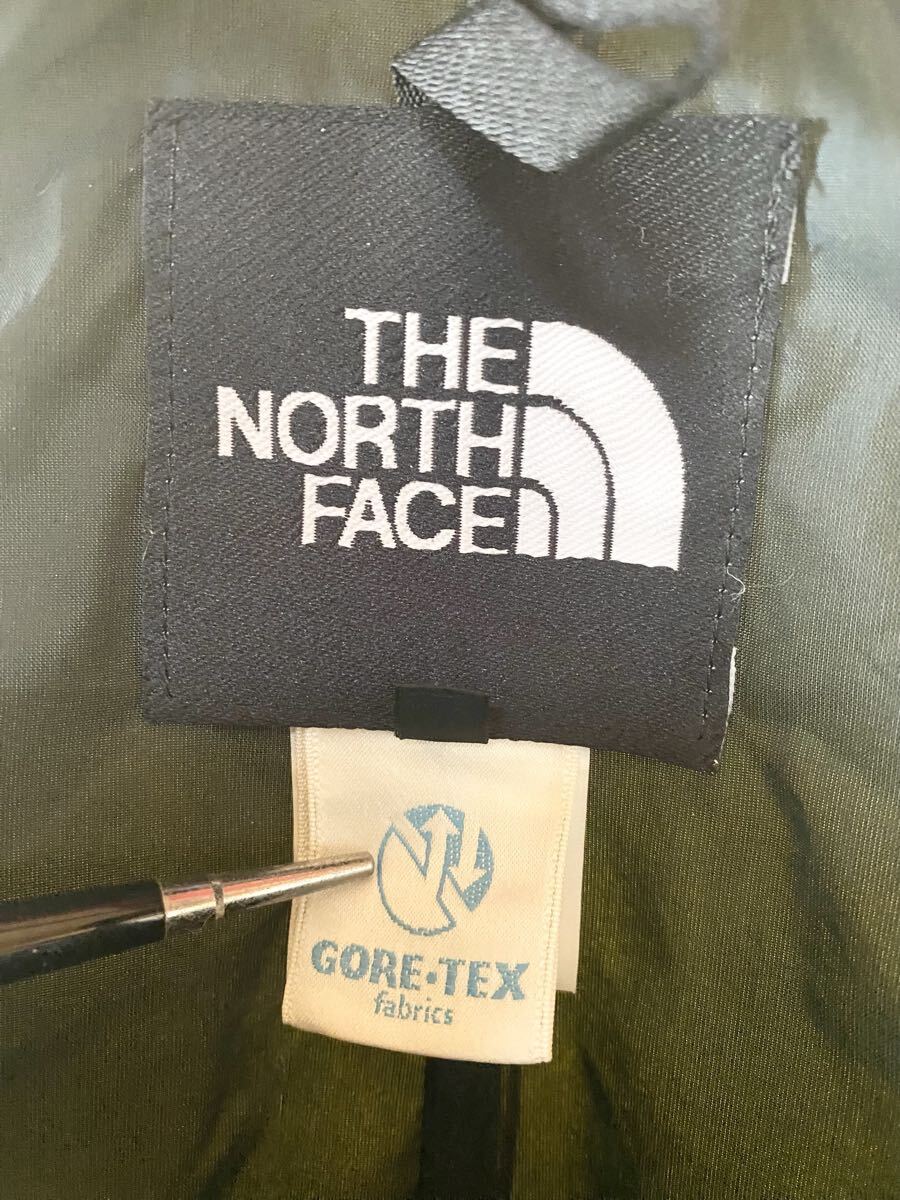 THE
NORTH
FACE
GORE-TEX
fabrics